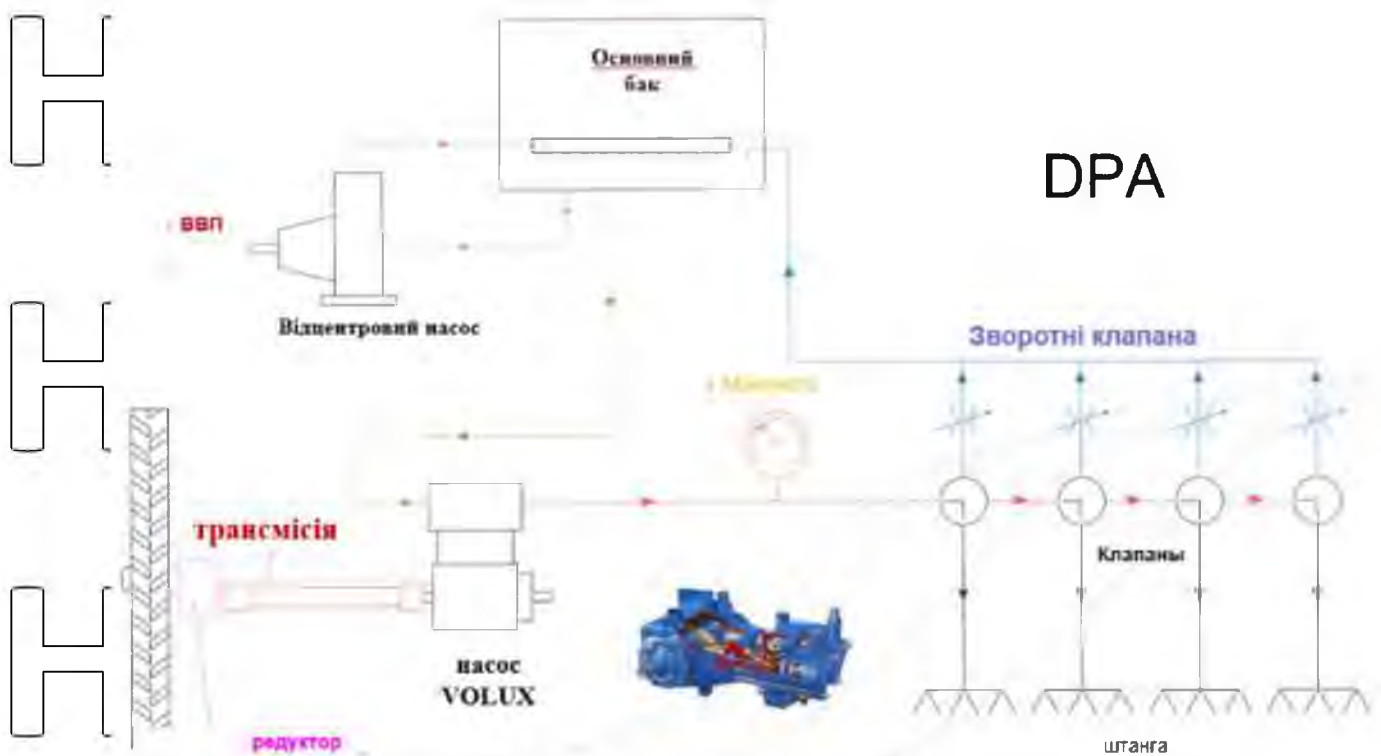 Основний
бак
DPA
ВВП
Відцентровий насос
Зворотні клапана
трансмісія
Клапаны
насос
VOLUX
редуктор
штанга